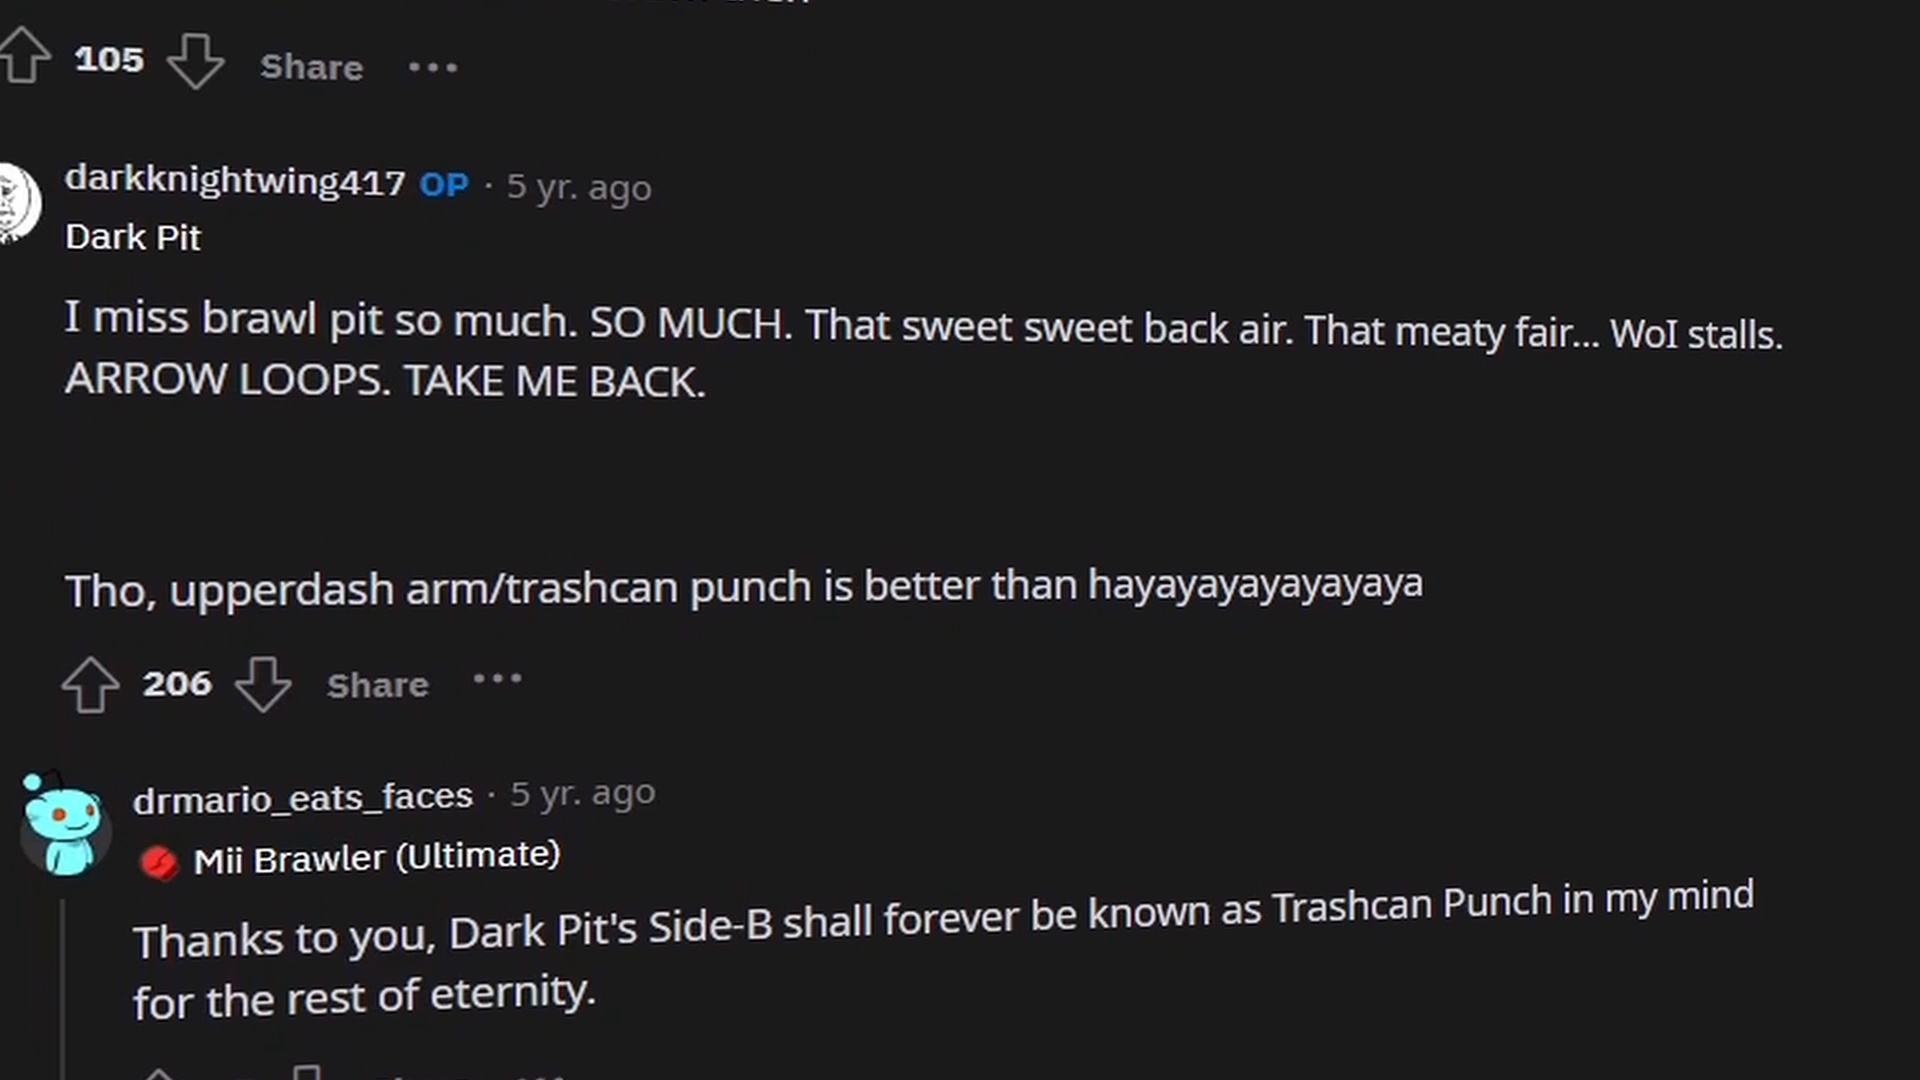 105 Share
darkknightwing417 OP · 5 yr. ago
Dark Pit
I miss brawl pit so much. SO MUCH. That sweet sweet back air. That meaty fair... WoI stalls.
ARROW LOOPS. TAKE ME BACK.
Tho, upperdash arm/trashcan punch is better than hayayayayayayaya
206 Share
drmario_eats_faces · 5 yr. ago
Mii Brawler (Ultimate)
Thanks to you, Dark Pit's Side-B shall forever be known as Trashcan Punch in my mind
for the rest of eternity.